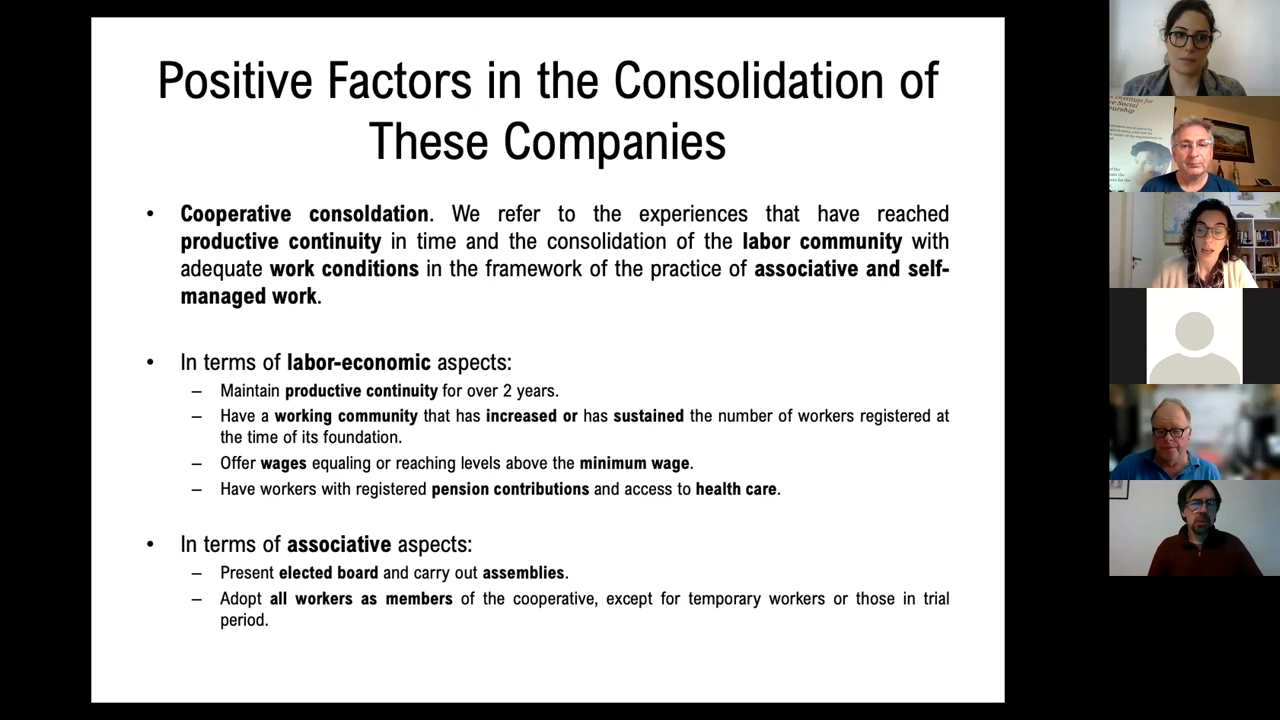 Positive Factors in the Consolidation of
These Companies
• Cooperative consoldation. We refer to the experiences that have reached
productive continuity in time and the consolidation of the labor community with
adequate work conditions in the framework of the practice of associative and self-
managed work.
• In terms of labor-economic aspects:
– Maintain productive continuity for over 2 years.
– Have a working community that has increased or has sustained the number of workers registered at
the time of its foundation.
– Offer wages equaling or reaching levels above the minimum wage.
– Have workers with registered pension contributions and access to health care.
• In terms of associative aspects:
– Present elected board and carry out assemblies.
– Adopt all workers as members of the cooperative, except for temporary workers or those in trial
period.
Institute for
Social